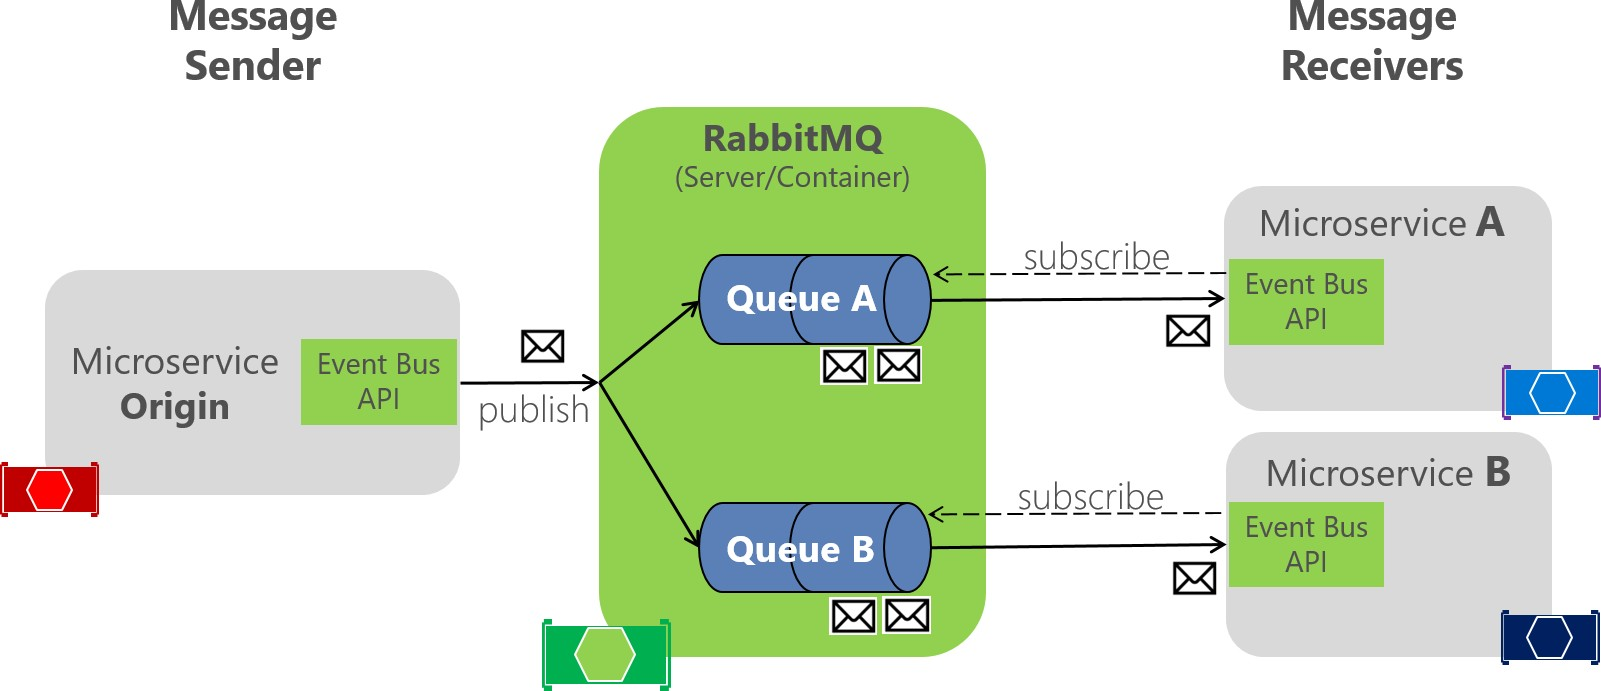 Message
Sender
Message
Receivers
RabbitMQ
(Server/Container)
Microservice
Origin
Event Bus
API
publish
Queue A
Queue B
subscribe
subscribe
Microservice A
Event Bus
API
Microservice B
Event Bus
API